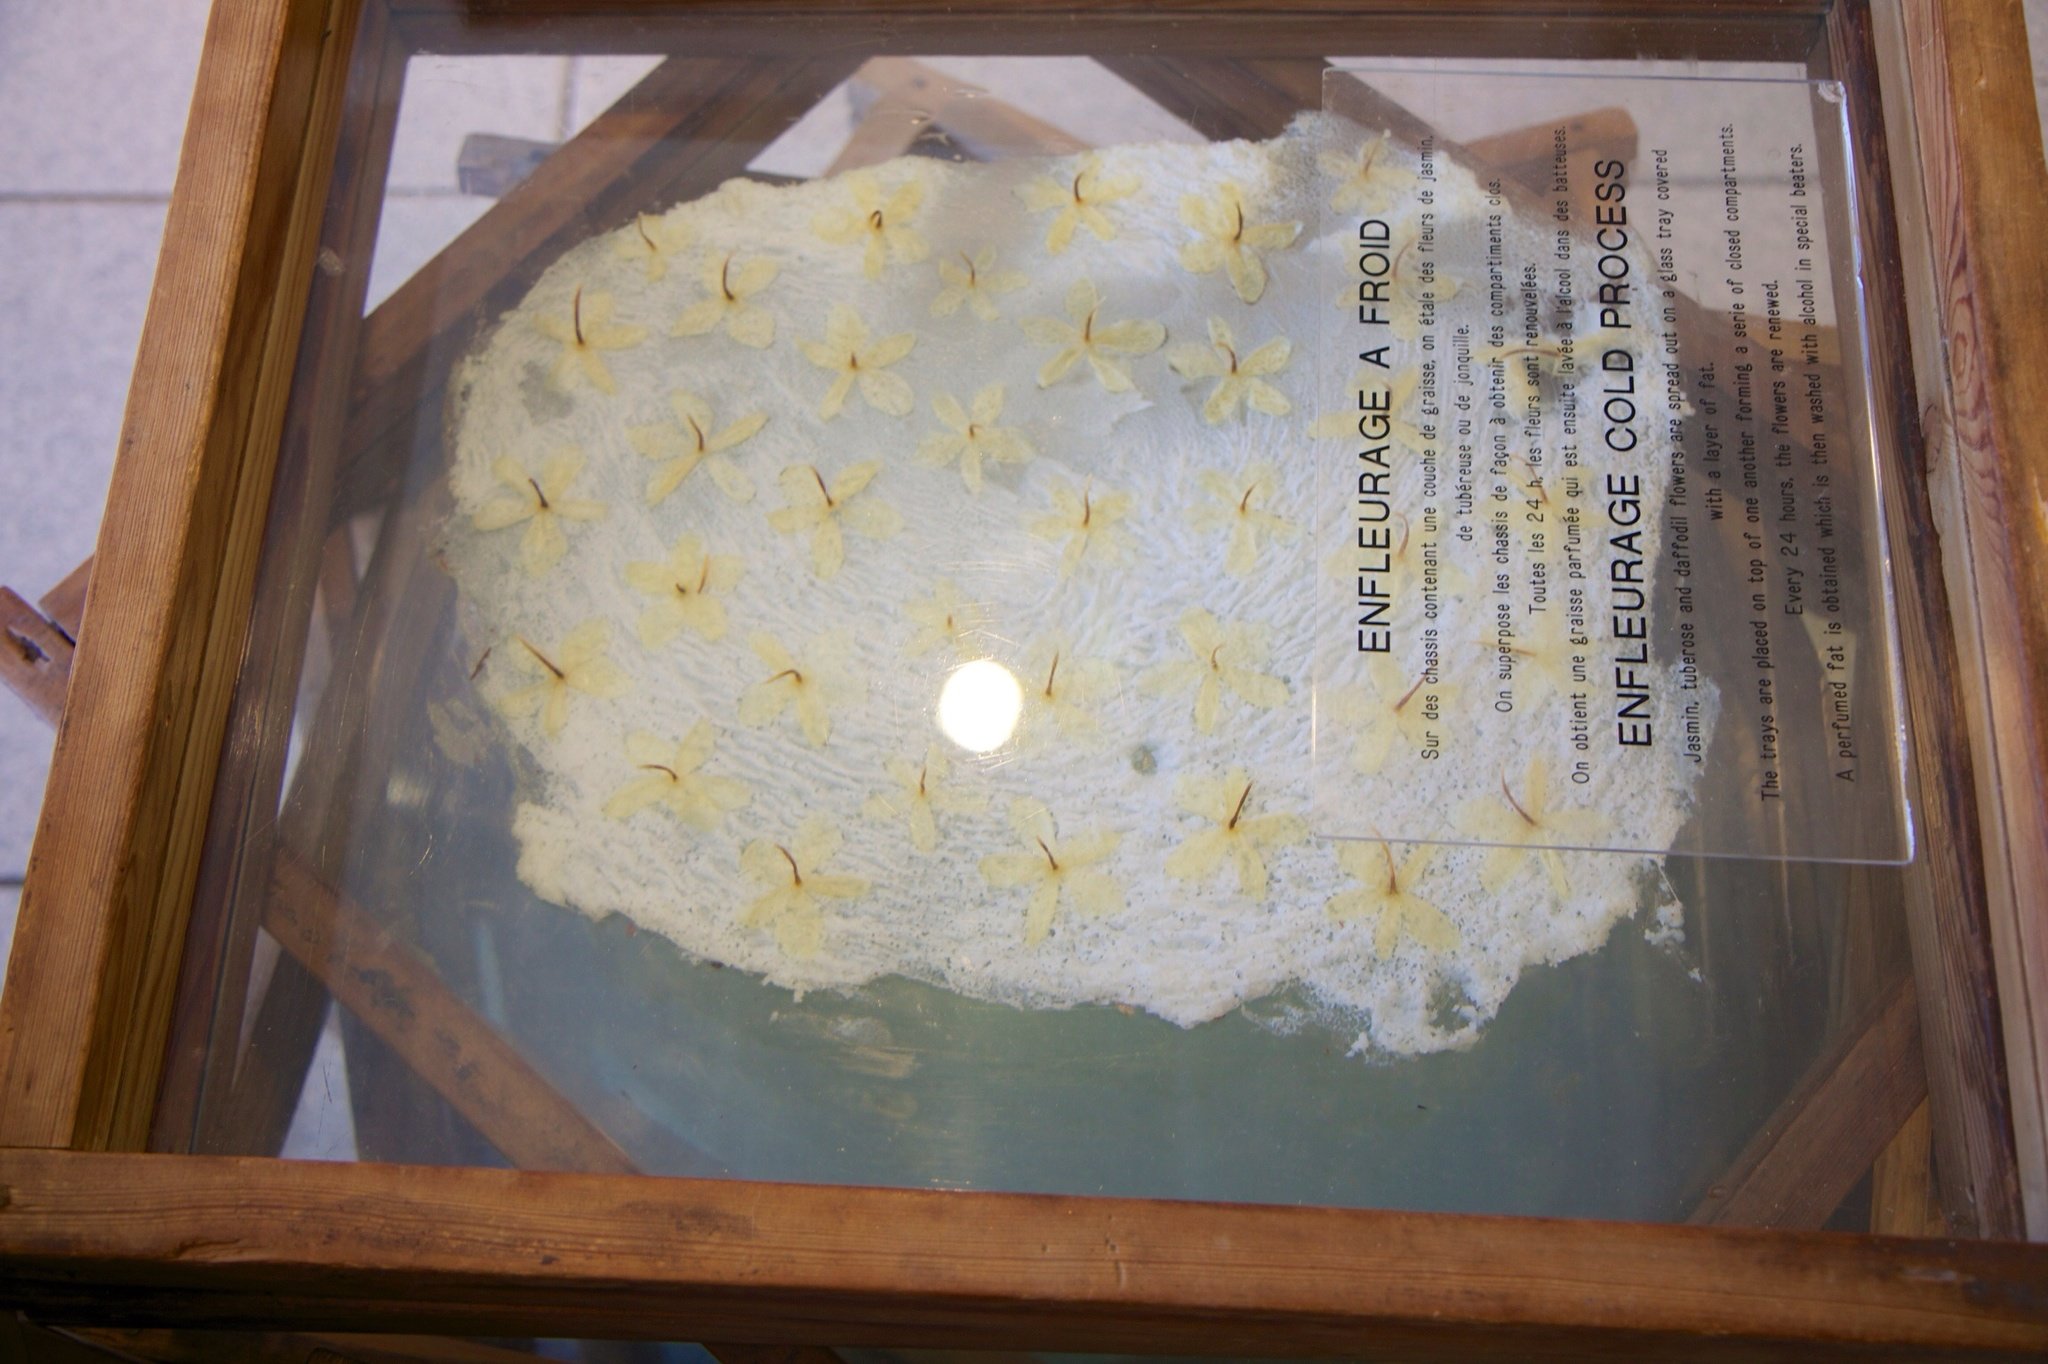 ENFLEURAGE A FROID
Sur des chassis contenant une couche de graisse, on étale des fleurs de jasmin,
de tubéreuse ou de jonquille.
On superpose les chassis de façon à obtenir des compartiments clos.
Toutes les 24 h, les fleurs sont renouvelées.
On obtient une graisse parfumée qui est ensuite lavée à l'alcool dans des batteuses.
ENFLEURAGE COLD PROCESS
Jasmin, tuberose and daffodil flowers are spread out on a glass tray covered
with a layer of fat.
The trays are placed on top of one another forming a serie of closed compartments.
Every 24 hours, the flowers are renewed.
A perfumed fat is obtained which is then washed with alcohol in special beaters.